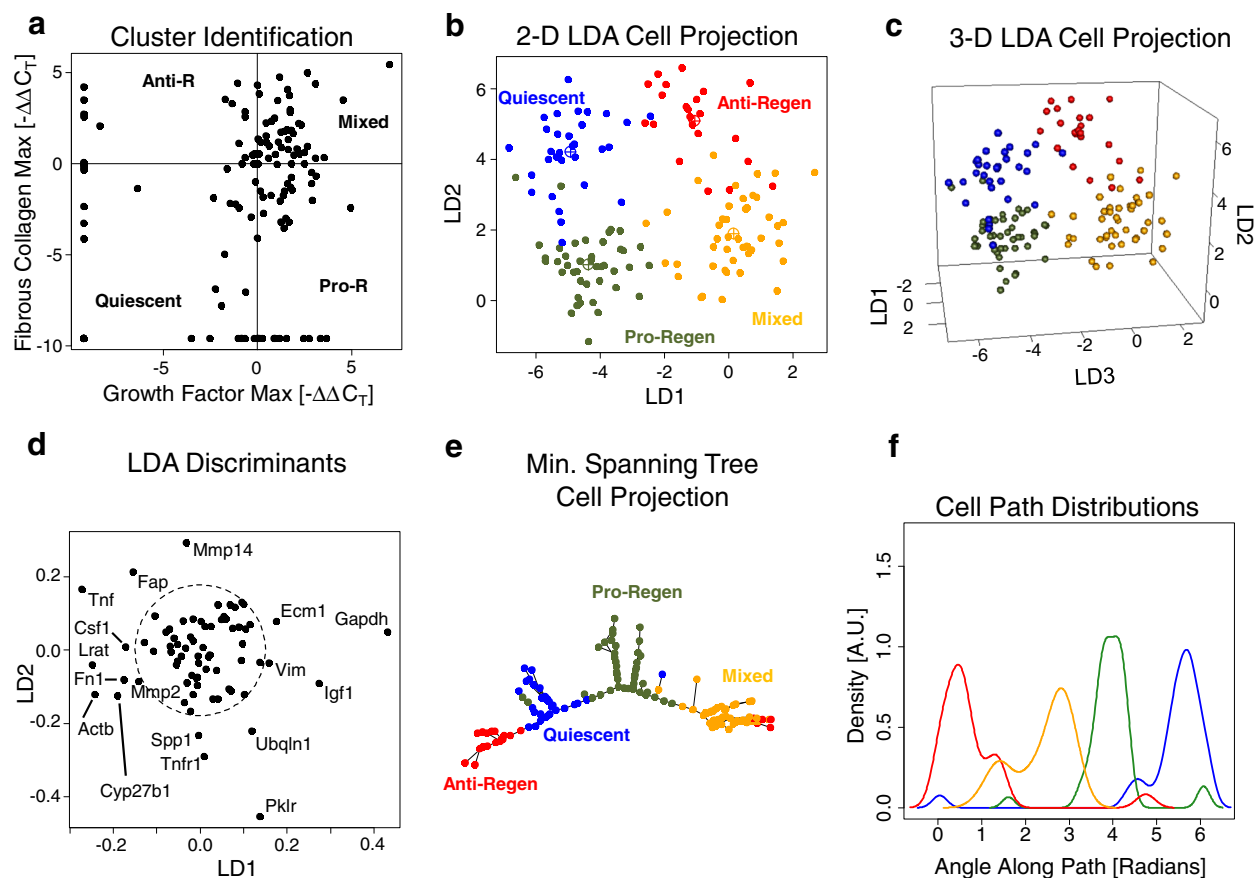 a
Cluster Identification
Fibrous Collagen Max [-ΔΔCT]
5
0
-5
-10
Anti-R
Mixed
Quiescent
Pro-R
-5
0
5
Growth Factor Max [-ΔΔCT]
b
2-D LDA Cell Projection
LD2
6
4
2
0
Quiescent
Anti-Regen
Pro-Regen
Mixed
-6
-4
-2
0
2
LD1
c
3-D LDA Cell Projection
LD1
-2
0
2
-6
-4
-2
0
2
LD3
6
4
2
0
LD2
d
LDA Discriminants
LD2
0.2
0.0
-0.2
-0.4
Mmp14
Fap
Tnf
Ecm1
Gapdh
Csf1
Lrat
Vim
Fn1
Mmp2
Igf1
Actb
Spp1
Ubqln1
Tnfr1
Cyp27b1
Pklr
-0.2
0.0
0.2
0.4
LD1
e
Min. Spanning Tree
Cell Projection
Pro-Regen
Mixed
Quiescent
Anti-Regen
f
Cell Path Distributions
Density [A.U.]
1.5
1.0
0.5
0.0
0
1
2
3
4
5
6
Angle Along Path [Radians]